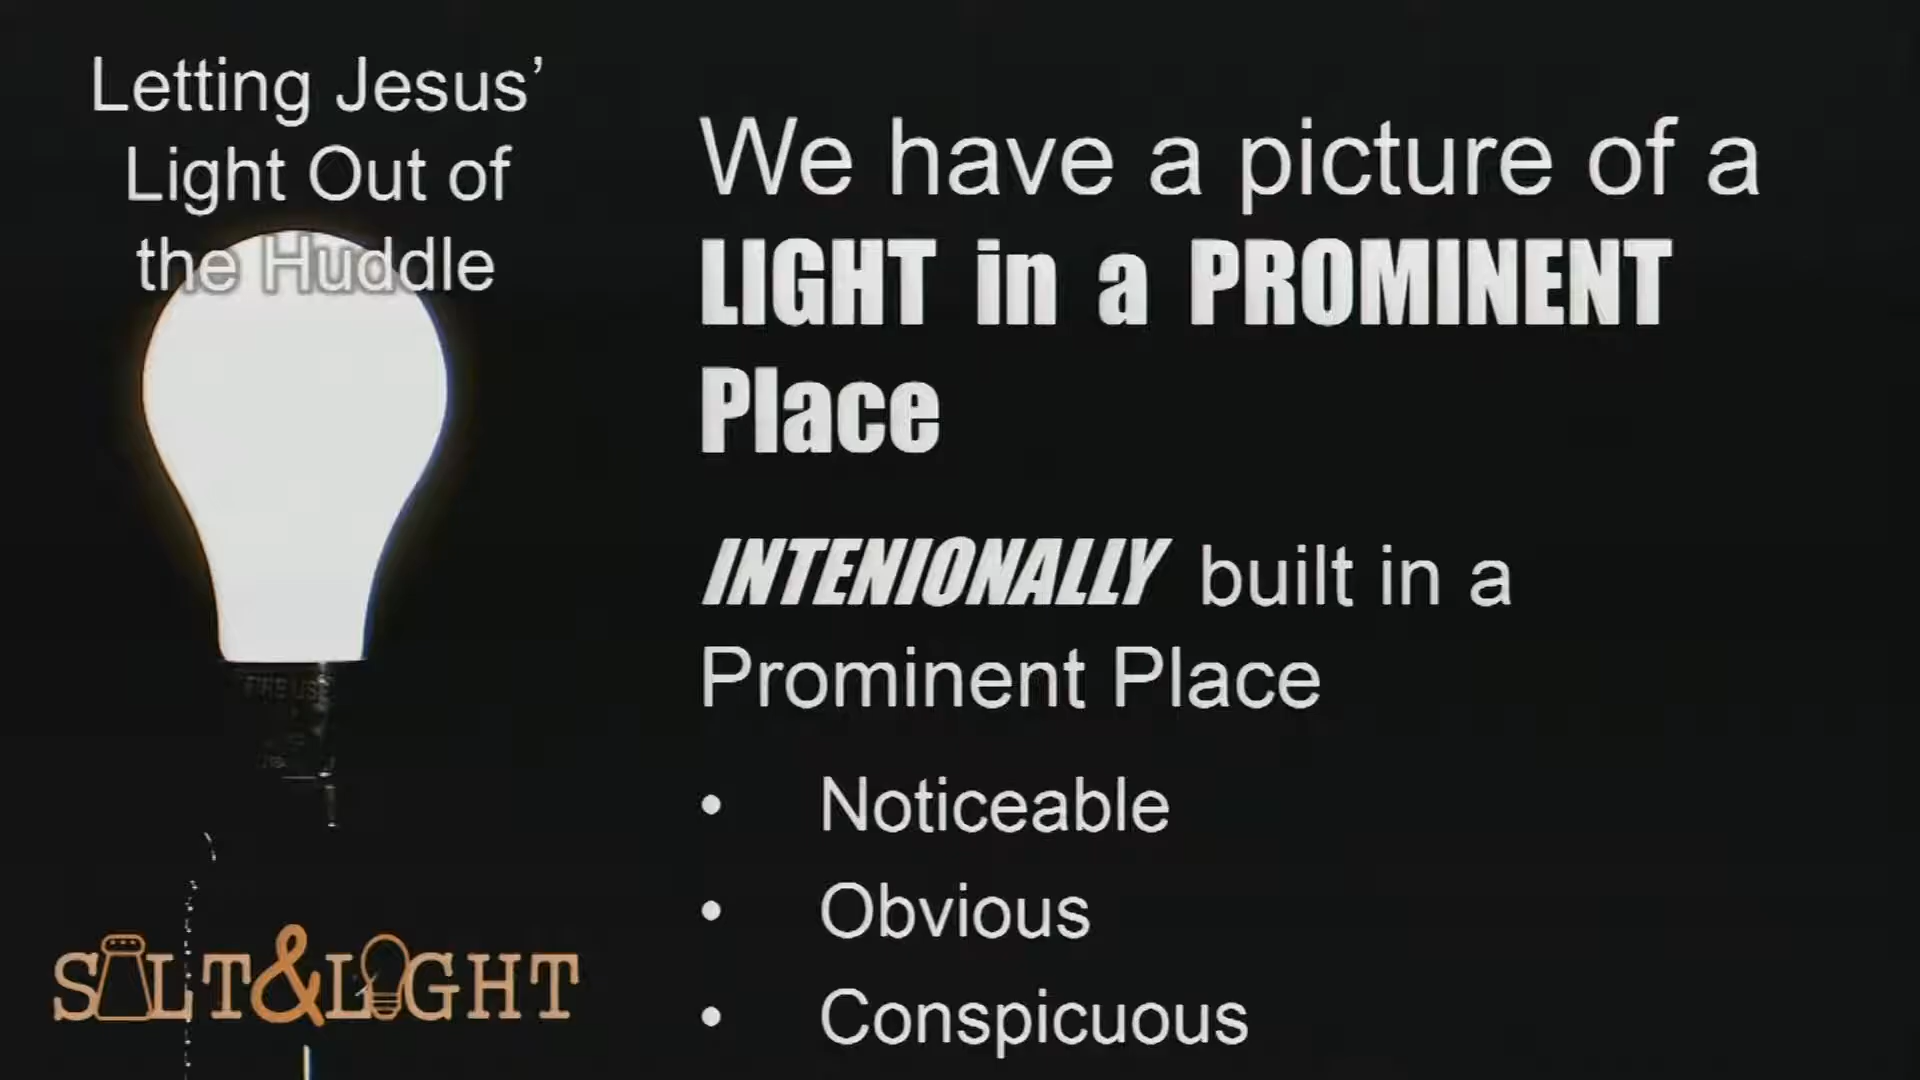 Letting Jesus’
Light Out of
the Huddle
We have a picture of a
LIGHT in a PROMINENT
Place
INTENIONALLY built in a
Prominent Place
• Noticeable
• Obvious
• Conspicuous
SALT&LIGHT